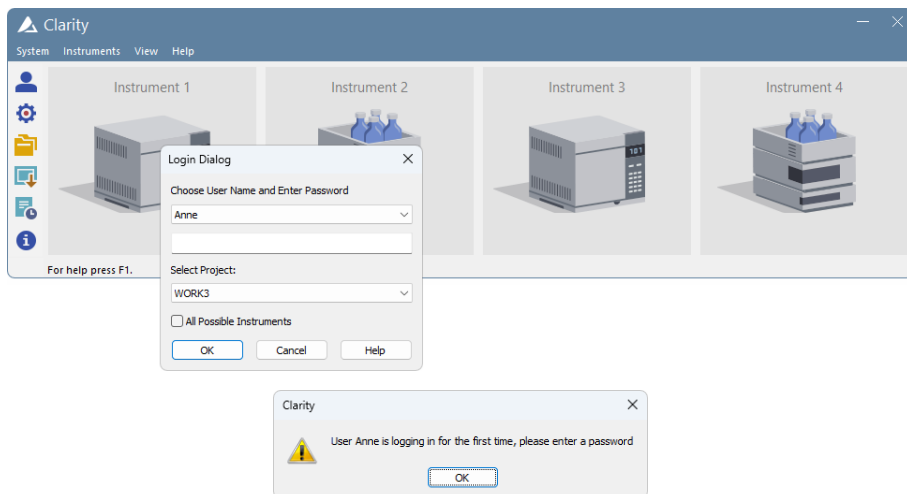 Clarity
System Instruments View Help
Instrument 1 Instrument 2 Instrument 3 Instrument 4
101
Login Dialog
Choose User Name and Enter Password
Anne
For help press F1.
Select Project:
WORK3
All Possible Instruments
OK Cancel Help
Clarity
User Anne is logging in for the first time, please enter a password
OK